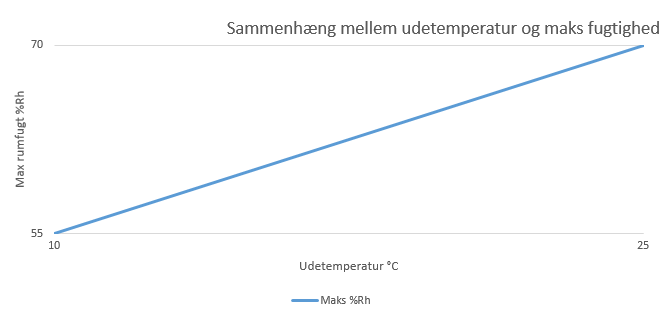 Sammenhæng mellem udetemperatur og maks fugtighed
70
Max rumfugt %Rh
55
10
25
Udetemperatur °C
Maks %Rh